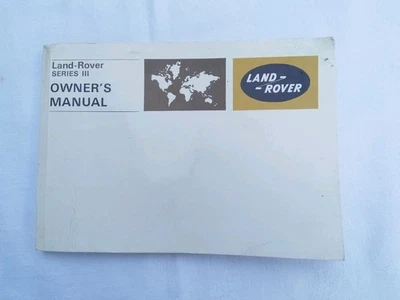 Land-Rover
SERIES III
OWNER'S
MANUAL
LAND-
-ROVER